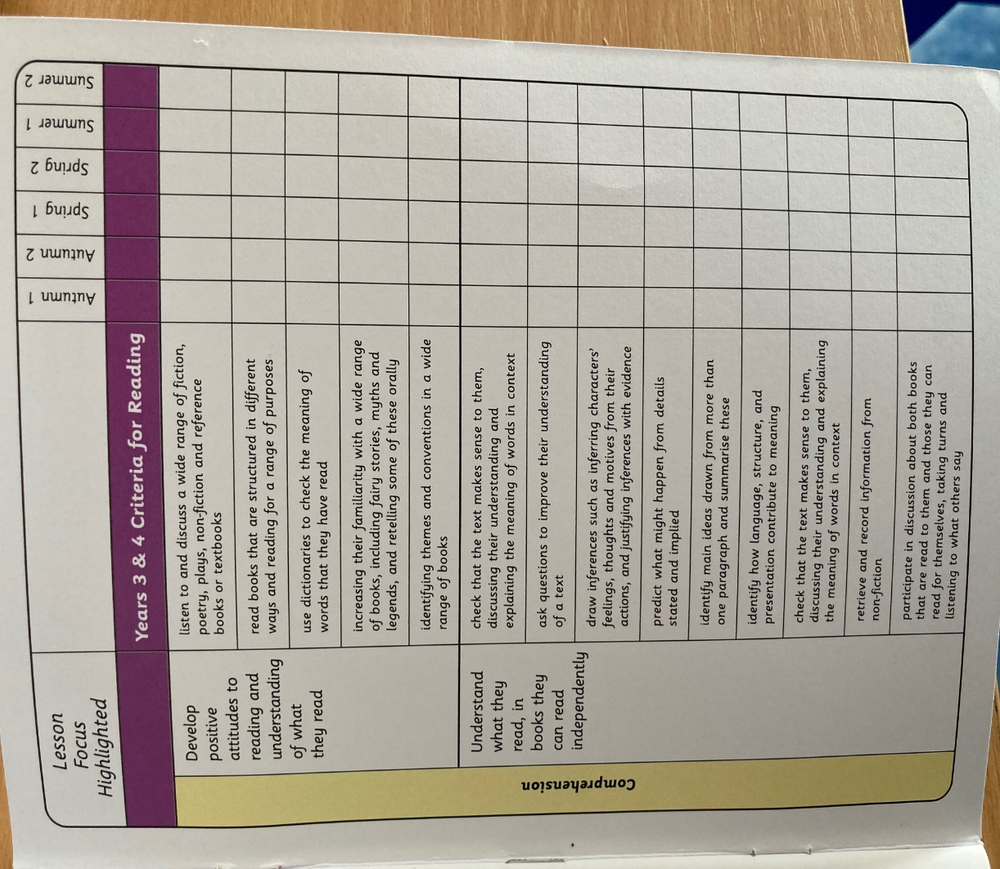 Lesson
Focus
Highlighted
Autumn 1
Autumn 2
Spring 1
Spring 2
Summer 1
Summer 2
Years 3 & 4 Criteria for Reading
Comprehension
Develop
positive
attitudes to
reading and
understanding
of what
they read
listen to and discuss a wide range of fiction,
poetry, plays, non-fiction and reference
books or textbooks
read books that are structured in different
ways and reading for a range of purposes
use dictionaries to check the meaning of
words that they have read
increasing their familiarity with a wide range
of books, including fairy stories, myths and
legends, and retelling some of these orally
identifying themes and conventions in a wide
range of books
Understand
what they
read, in
books they
can read
independently
check that the text makes sense to them,
discussing their understanding and
explaining the meaning of words in context
ask questions to improve their understanding
of a text
draw inferences such as inferring characters’
feelings, thoughts and motives from their
actions, and justifying inferences with evidence
predict what might happen from details
stated and implied
identify main ideas drawn from more than
one paragraph and summarise these
identify how language, structure, and
presentation contribute to meaning
check that the text makes sense to them,
discussing their understanding and explaining
the meaning of words in context
retrieve and record information from
non-fiction
participate in discussion about both books
that are read to them and those they can
read for themselves, taking turns and
listening to what others say